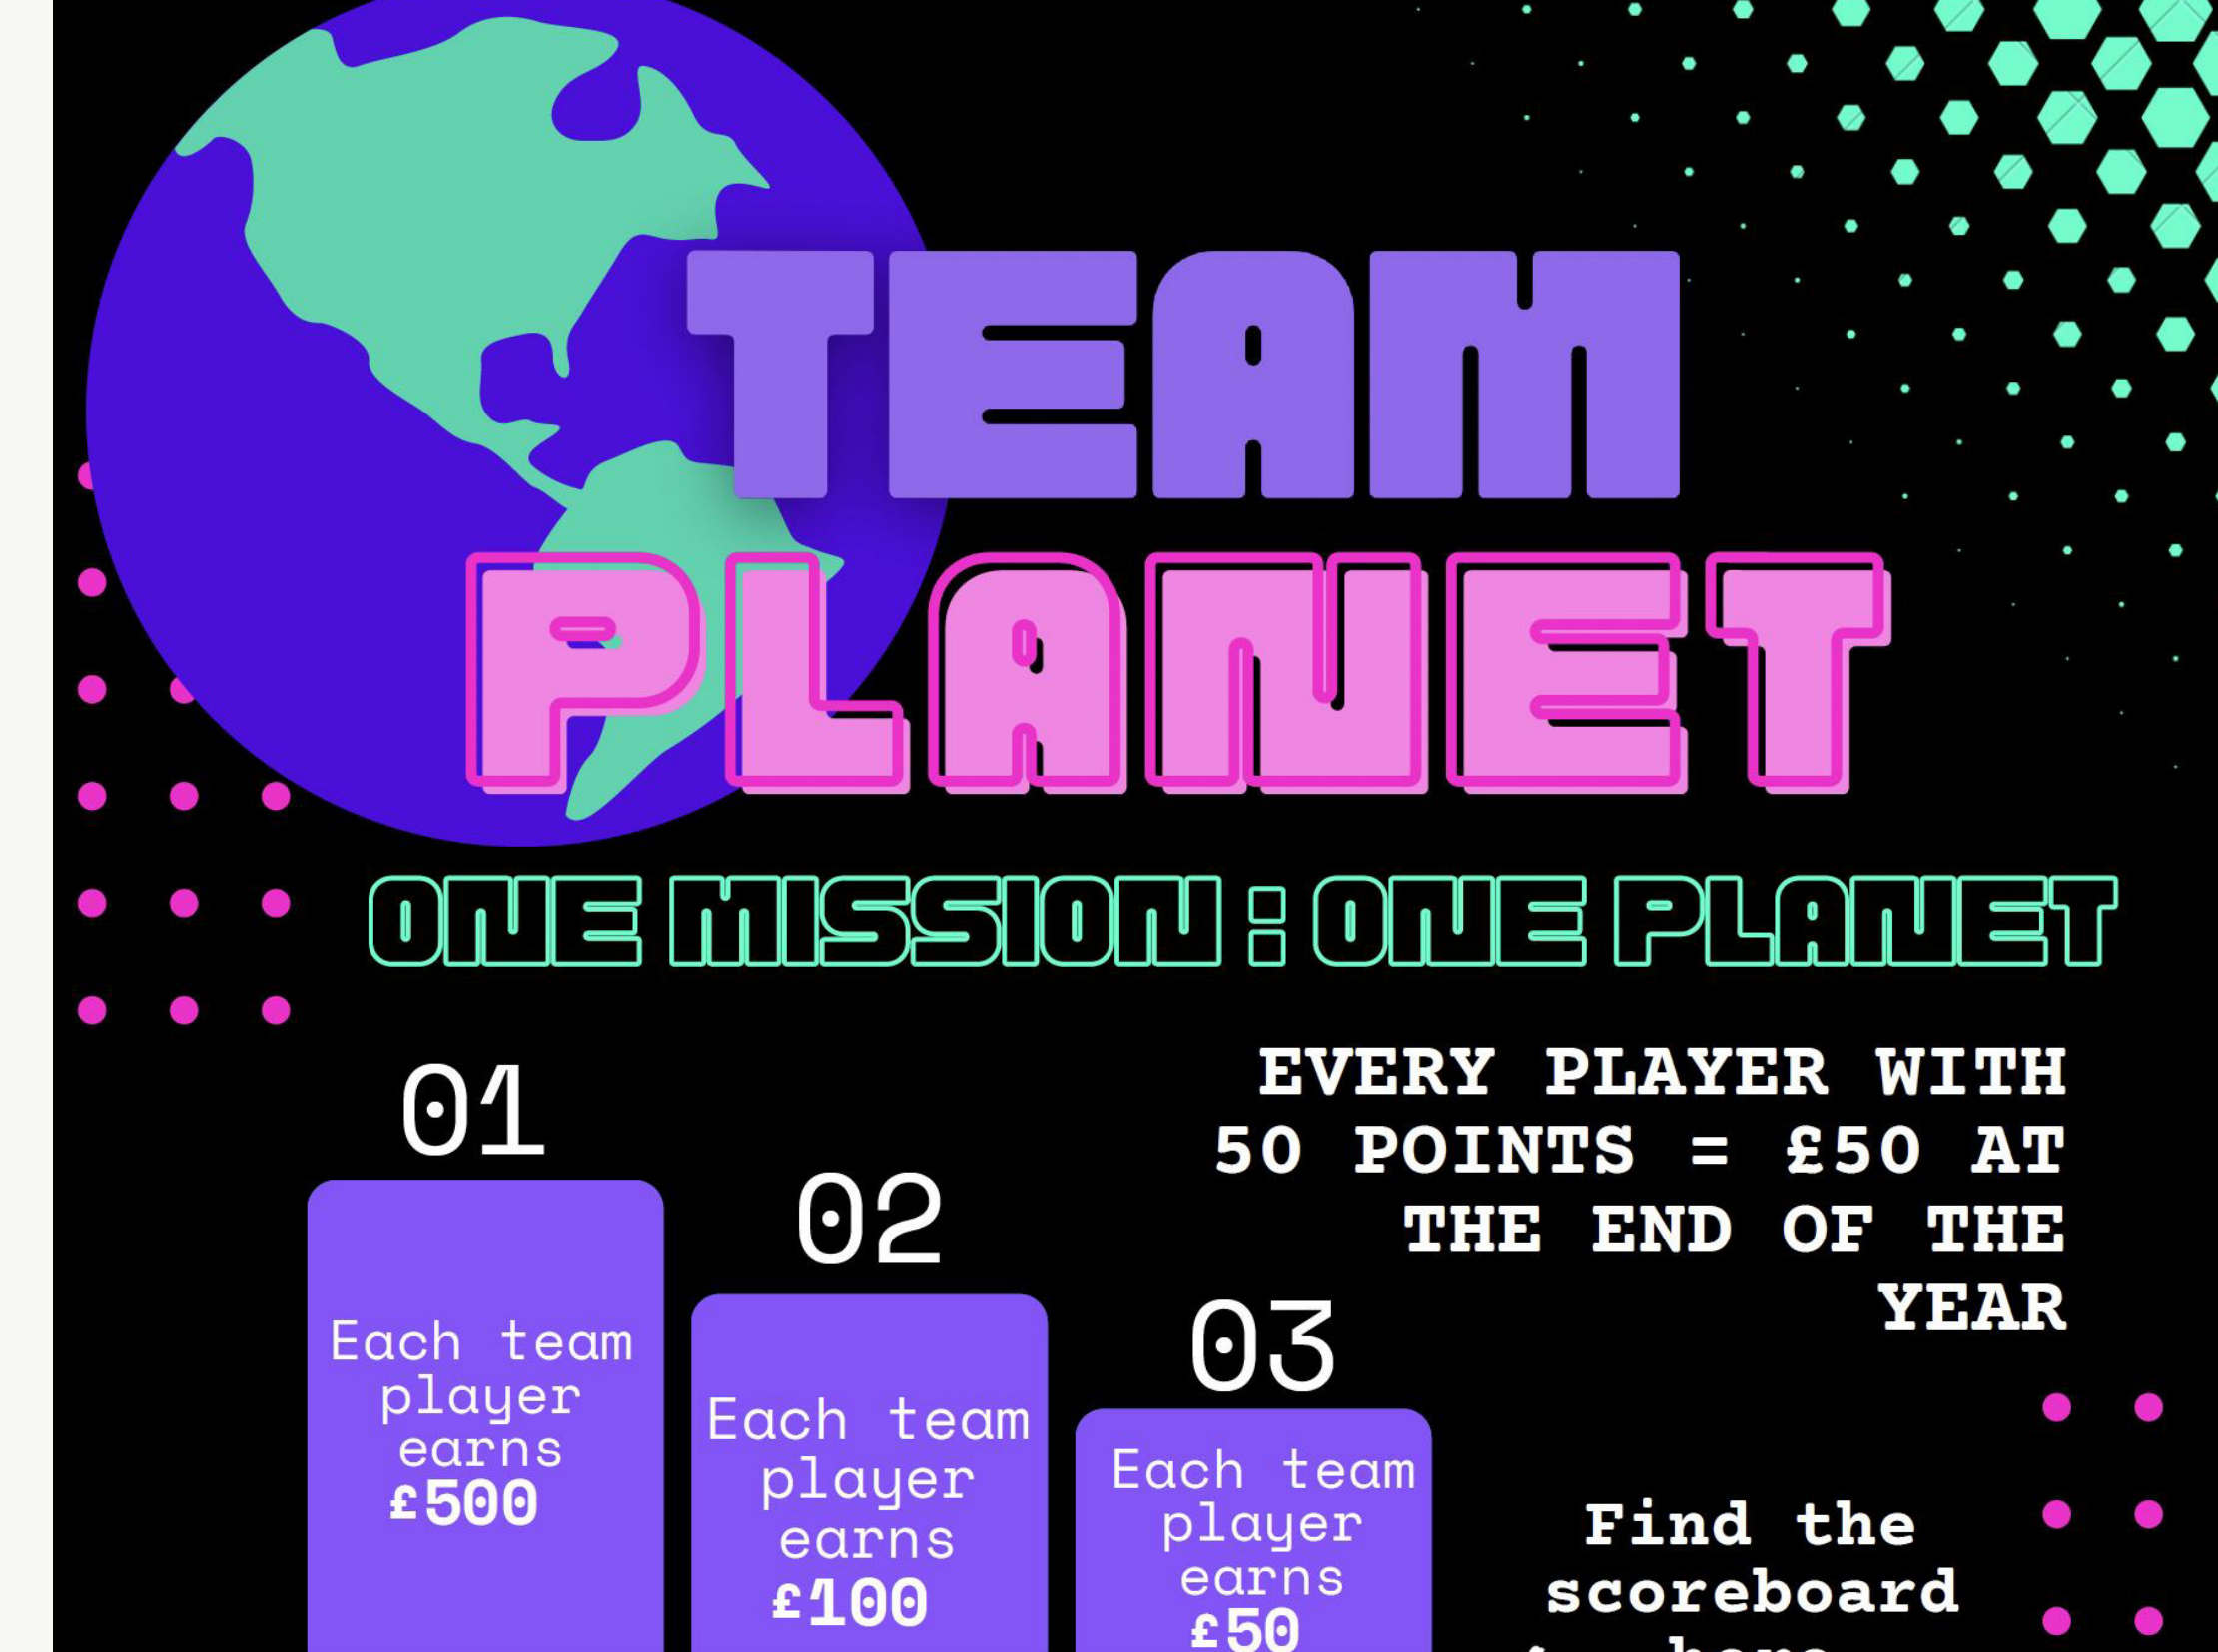 TEAM
PLANET
ONE MISSION : ONE PLANET
01
Each team
player
earns
£500
02
Each team
player
earns
£100
03
Each team
player
earns
£50
EVERY PLAYER WITH
50 POINTS = £50 AT
THE END OF THE
YEAR
Find the
scoreboard
here